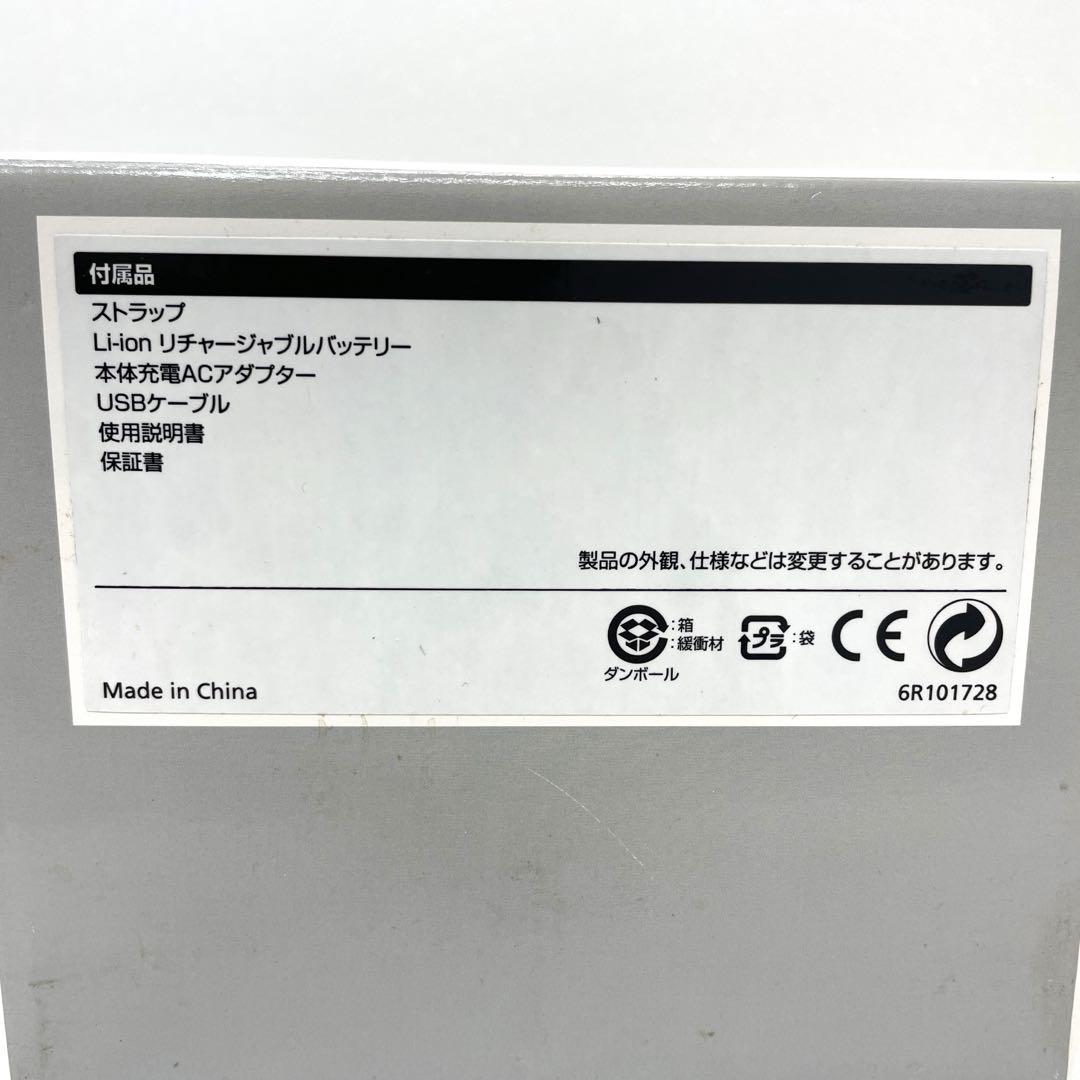 付属品
ストラップ
Li-ion リチャージャブルバッテリー
本体充電ACアダプター
USBケーブル
使用説明書
保証書
製品の外観、仕様などは変更することがあります。
:箱
:緩衝材
ダンボール
プラ
:袋
CE
Made in China
6R101728